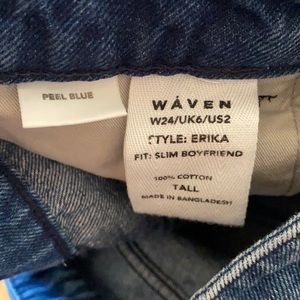 PEEL BLUE
WÅVEN
W24/UK6/US2
STYLE: ERIKA
FIT: SLIM BOYFRIEND
100% COTTON
TALL
MADE IN BANGLADESH